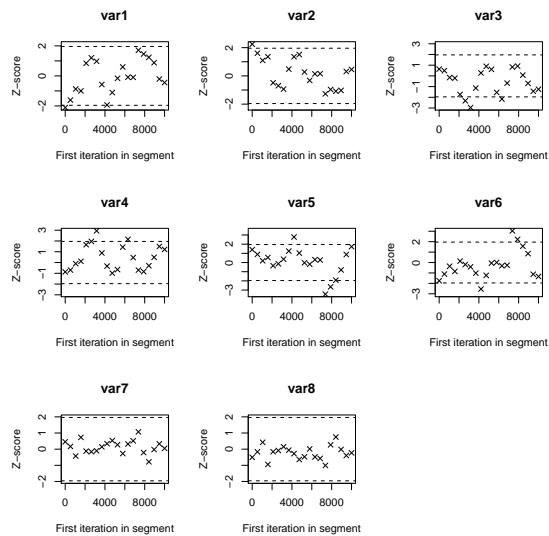 var1
Z−score
2
1
0
−2
0
4000
8000
First iteration in segment
var2
Z−score
2
1
0
−2
0
4000
8000
First iteration in segment
var3
Z−score
3
1
−1
−3
0
4000
8000
First iteration in segment
var4
Z−score
3
1
−1
−3
0
4000
8000
First iteration in segment
var5
Z−score
2
0
−3
0
4000
8000
First iteration in segment
var6
Z−score
2
0
−3
0
4000
8000
First iteration in segment
var7
Z−score
2
1
0
−2
0
4000
8000
First iteration in segment
var8
Z−score
2
1
0
−2
0
4000
8000
First iteration in segment